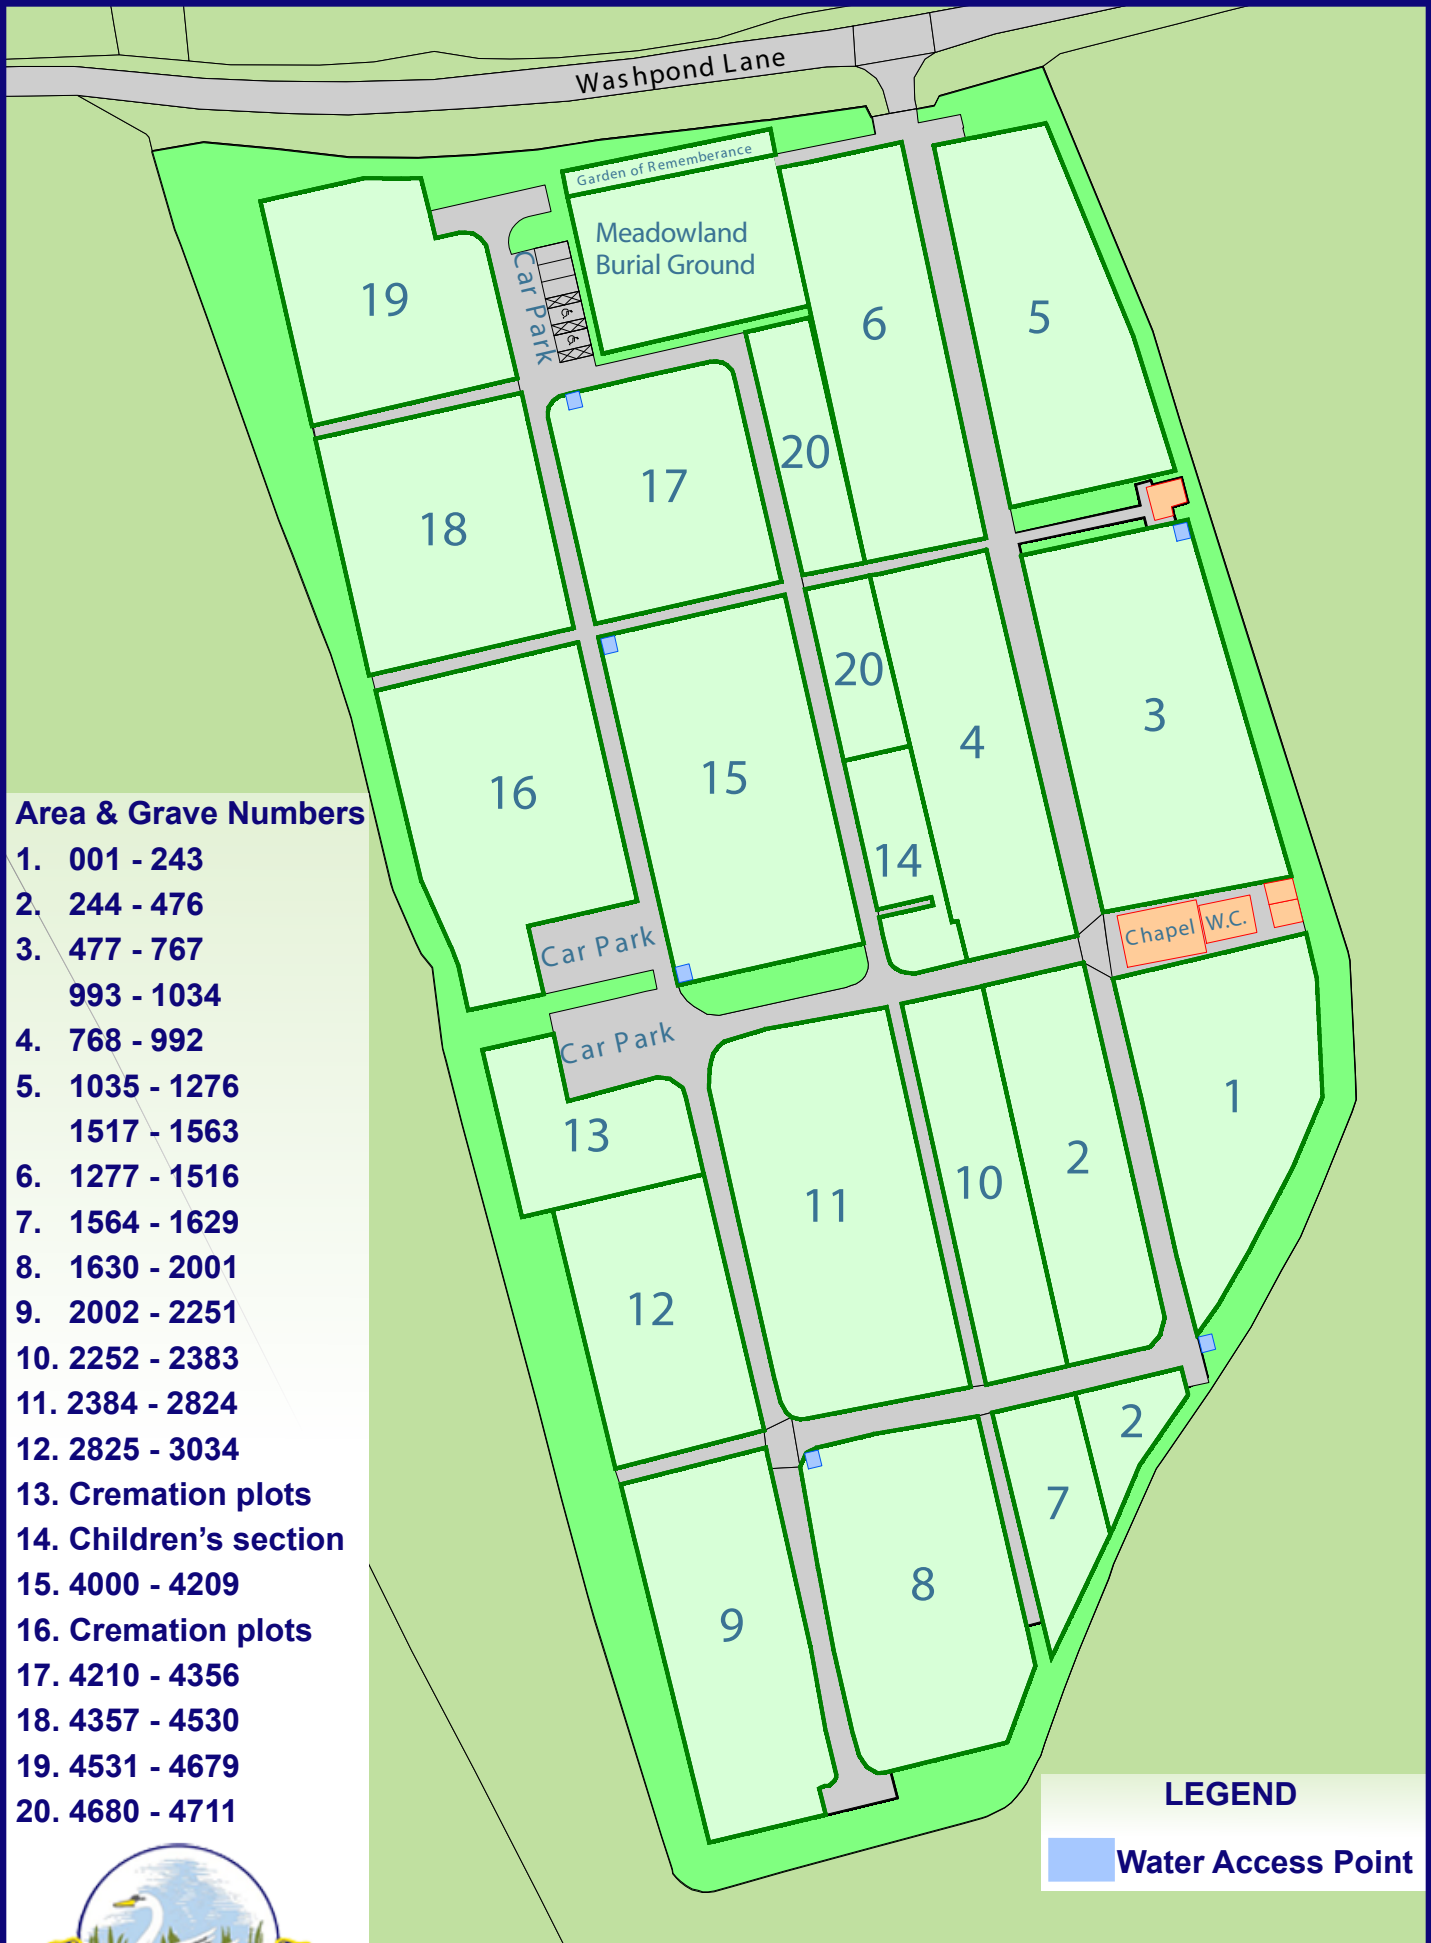 Washpond Lane
Garden of Rememberance
Meadowland
Burial Ground
Car Park
19
6
5
20
17
18
20
3
4
15
16
14
Chapel
W.C.
Car Park
Car Park
1
13
2
10
11
12
2
7
8
9
Area & Grave Numbers
1. 001 - 243
2. 244 - 476
3. 477 - 767
993 - 1034
4. 768 - 992
5. 1035 - 1276
1517 - 1563
6. 1277 - 1516
7. 1564 - 1629
8. 1630 - 2001
9. 2002 - 2251
10. 2252 - 2383
11. 2384 - 2824
12. 2825 - 3034
13. Cremation plots
14. Children's section
15. 4000 - 4209
16. Cremation plots
17. 4210 - 4356
18. 4357 - 4530
19. 4531 - 4679
20. 4680 - 4711
LEGEND
Water Access Point